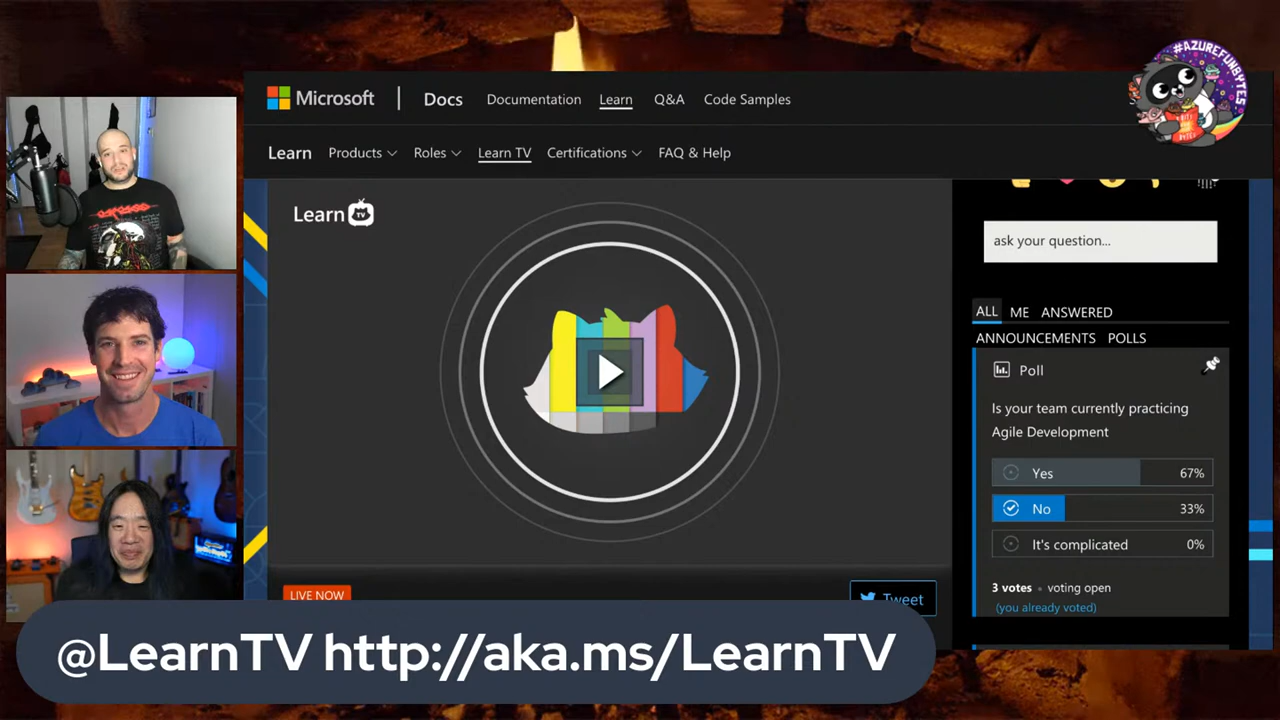 Microsoft | Docs Documentation Learn Q&A Code Samples
#AZUREFUNBYTES
Learn Products Roles Learn TV Certifications FAQ & Help
Learn TV
ask your question...
ALL ME ANSWERED
ANNOUNCEMENTS POLLS
Poll
Is your team currently practicing
Agile Development
Yes 67%
No 33%
It's complicated 0%
3 votes • voting open
(you already voted)
LIVE NOW
Tweet
@LearnTV http://aka.ms/LearnTV